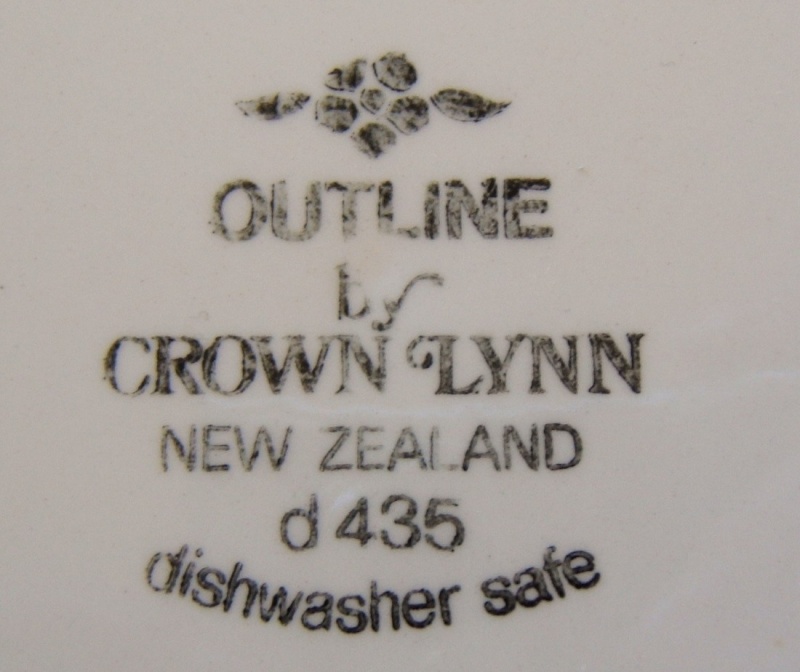 OUTLINE
by
CROWN LYNN
NEW ZEALAND
d 435
dishwasher safe